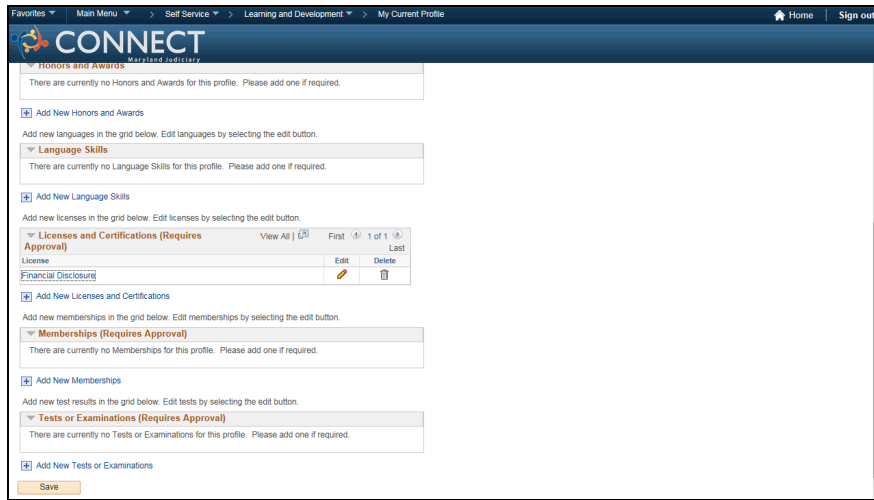 Favorites Main Menu > Self Service > Learning and Development > My Current Profile Home Sign out
CONNECT
Maryland Judiciary
Honors and Awards
There are currently no Honors and Awards for this profile. Please add one if required.
Add New Honors and Awards
Add new languages in the grid below. Edit languages by selecting the edit button.
Language Skills
There are currently no Language Skills for this profile. Please add one if required.
Add New Language Skills
Add new licenses in the grid below. Edit licenses by selecting the edit button.
Licenses and Certifications (Requires View All | First 1 of 1
Approval) Last
License Edit Delete
Financial Disclosure
Add New Licenses and Certifications
Add new memberships in the grid below. Edit memberships by selecting the edit button.
Memberships (Requires Approval)
There are currently no Memberships for this profile. Please add one if required.
Add New Memberships
Add new test results in the grid below. Edit tests by selecting the edit button.
Tests or Examinations (Requires Approval)
There are currently no Tests or Examinations for this profile. Please add one if required.
Add New Tests or Examinations
Save